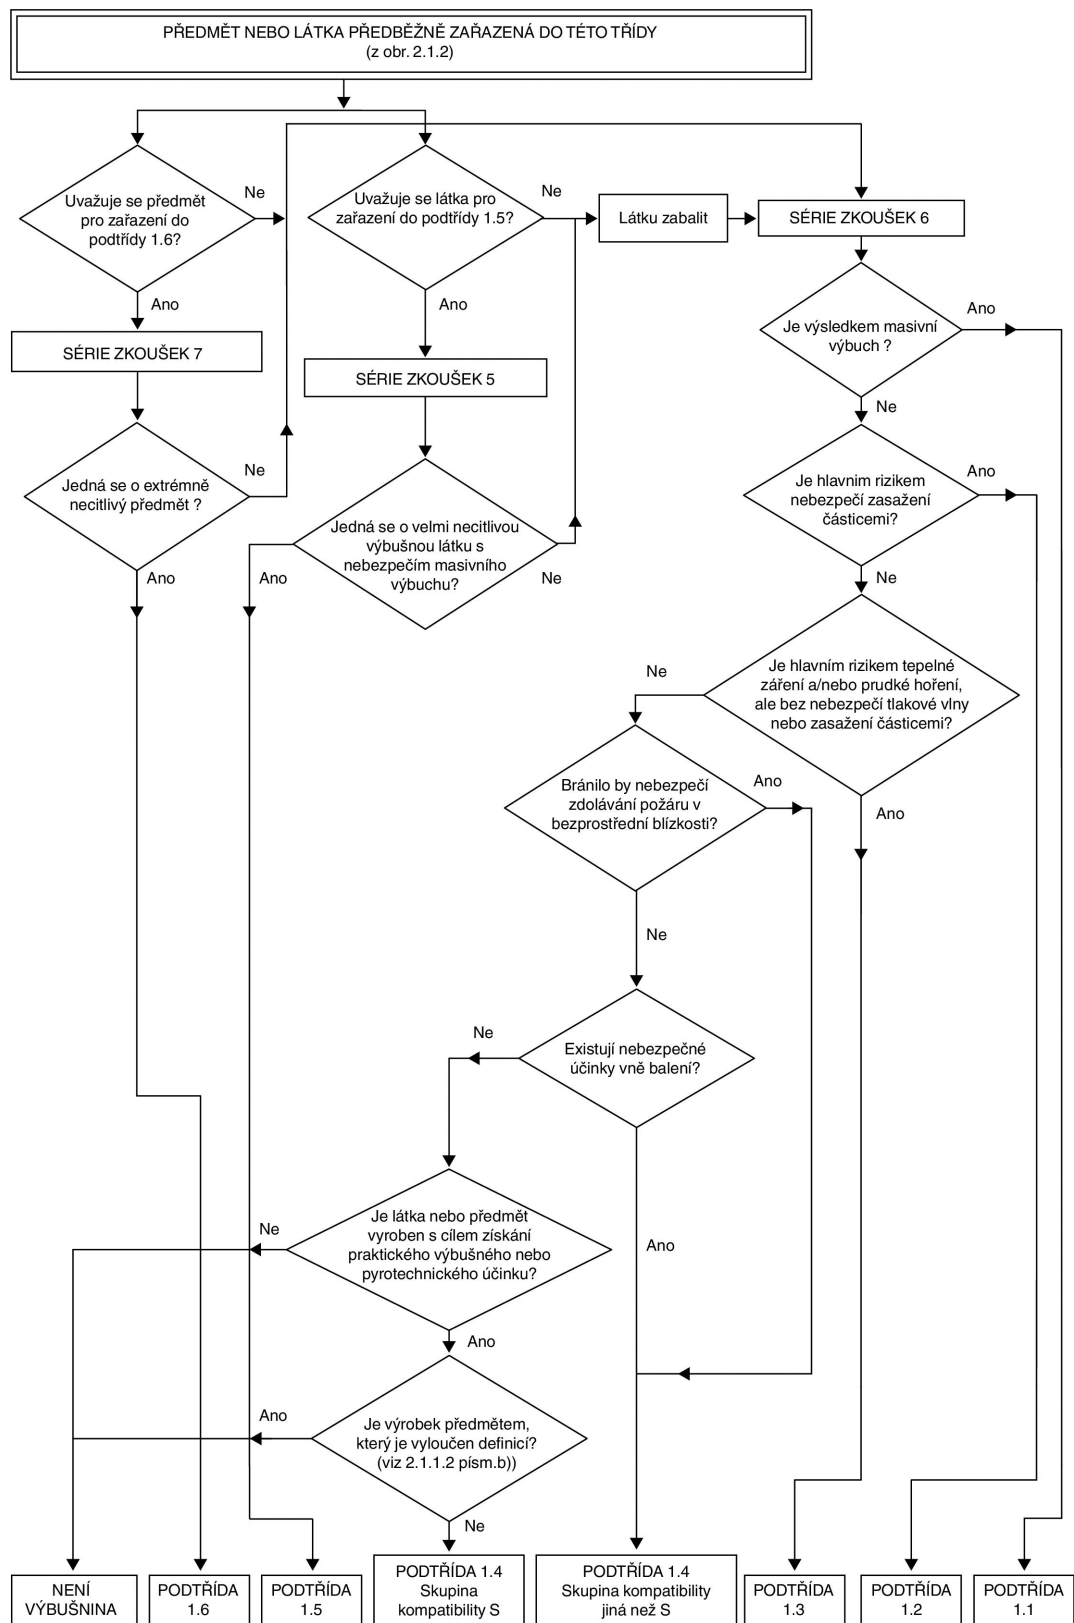 PŘEDMĚT NEBO LÁTKA PŘEDBĚŽNĚ ZAŘAZENÁ DO TÉTO TŘÍDY
(z obr. 2.1.2)
Uvažuje se předmět
pro zařazení do
podtřídy 1.6?
Ne
Ano
Uvažuje se látka pro
zařazení do podtřídy 1.5?
Ne
Ano
Látku zabalit
SÉRIE ZKOUŠEK 6
SÉRIE ZKOUŠEK 7
SÉRIE ZKOUŠEK 5
Je výsledkem masivní
výbuch ?
Ano
Ne
Jedná se o extrémně
necitlivý předmět ?
Ne
Ano
Jedná se o velmi necitlivou
výbušnou látku s
nebezpečím masivního
výbuchu?
Ano
Ne
Je hlavnim rizikem
nebezpečí zasažení
částicemi?
Ano
Ne
Je hlavním rizikem tepelné
záření a/nebo prudké hoření,
ale bez nebezpečí tlakové vlny
nebo zasažení částicemi?
Ne
Ano
Bránilo by nebezpečí
zdolávání požáru v
bezprostřední blízkosti?
Ano
Ne
Existují nebezpečné
účinky vně balení?
Ne
Ano
Je látka nebo předmět
vyroben s cílem získání
praktického výbušného nebo
pyrotechnického účinku?
Ne
Ano
Je výrobek předmětem,
který je vyloučen definicí?
(viz 2.1.1.2 písm.b))
Ano
Ne
NENÍ
VÝBUŠNINA
PODTŘÍDA
1.6
PODTŘÍDA
1.5
PODTŘÍDA 1.4
Skupina
kompatibility S
PODTŘÍDA 1.4
Skupina kompatibility
jiná než S
PODTŘÍDA
1.3
PODTŘÍDA
1.2
PODTŘÍDA
1.1